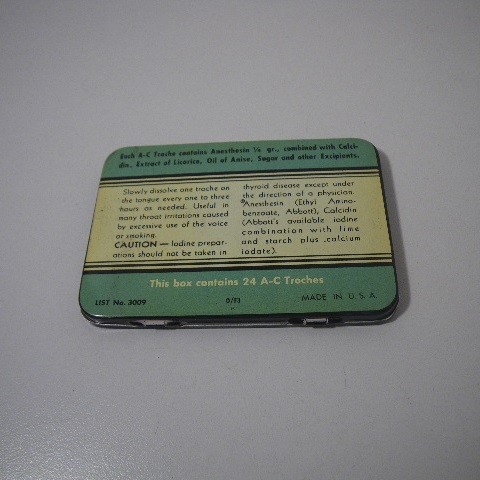 Each A-C Troche contains Anesthesin ¼ gr., combined with Calci-
din, Extract of Licorice, Oil of Anise, Sugar and other Excipients.
Slowly dissolve one troche on
the tongue every one to three
hours as needed. Useful in
many throat irritations caused
by excessive use of the voice
or smoking.
CAUTION — Iodine prepar-
ations should not be taken in
thyroid disease except under
the direction of a physician.
®Anesthesin (Ethyl Amino-
benzoate, Abbott), Calcidin
(Abbott's available iodine
combination with lime
and starch plus calcium
iodate).
This box contains 24 A-C Troches
LIST No. 3009
MADE IN U. S. A.